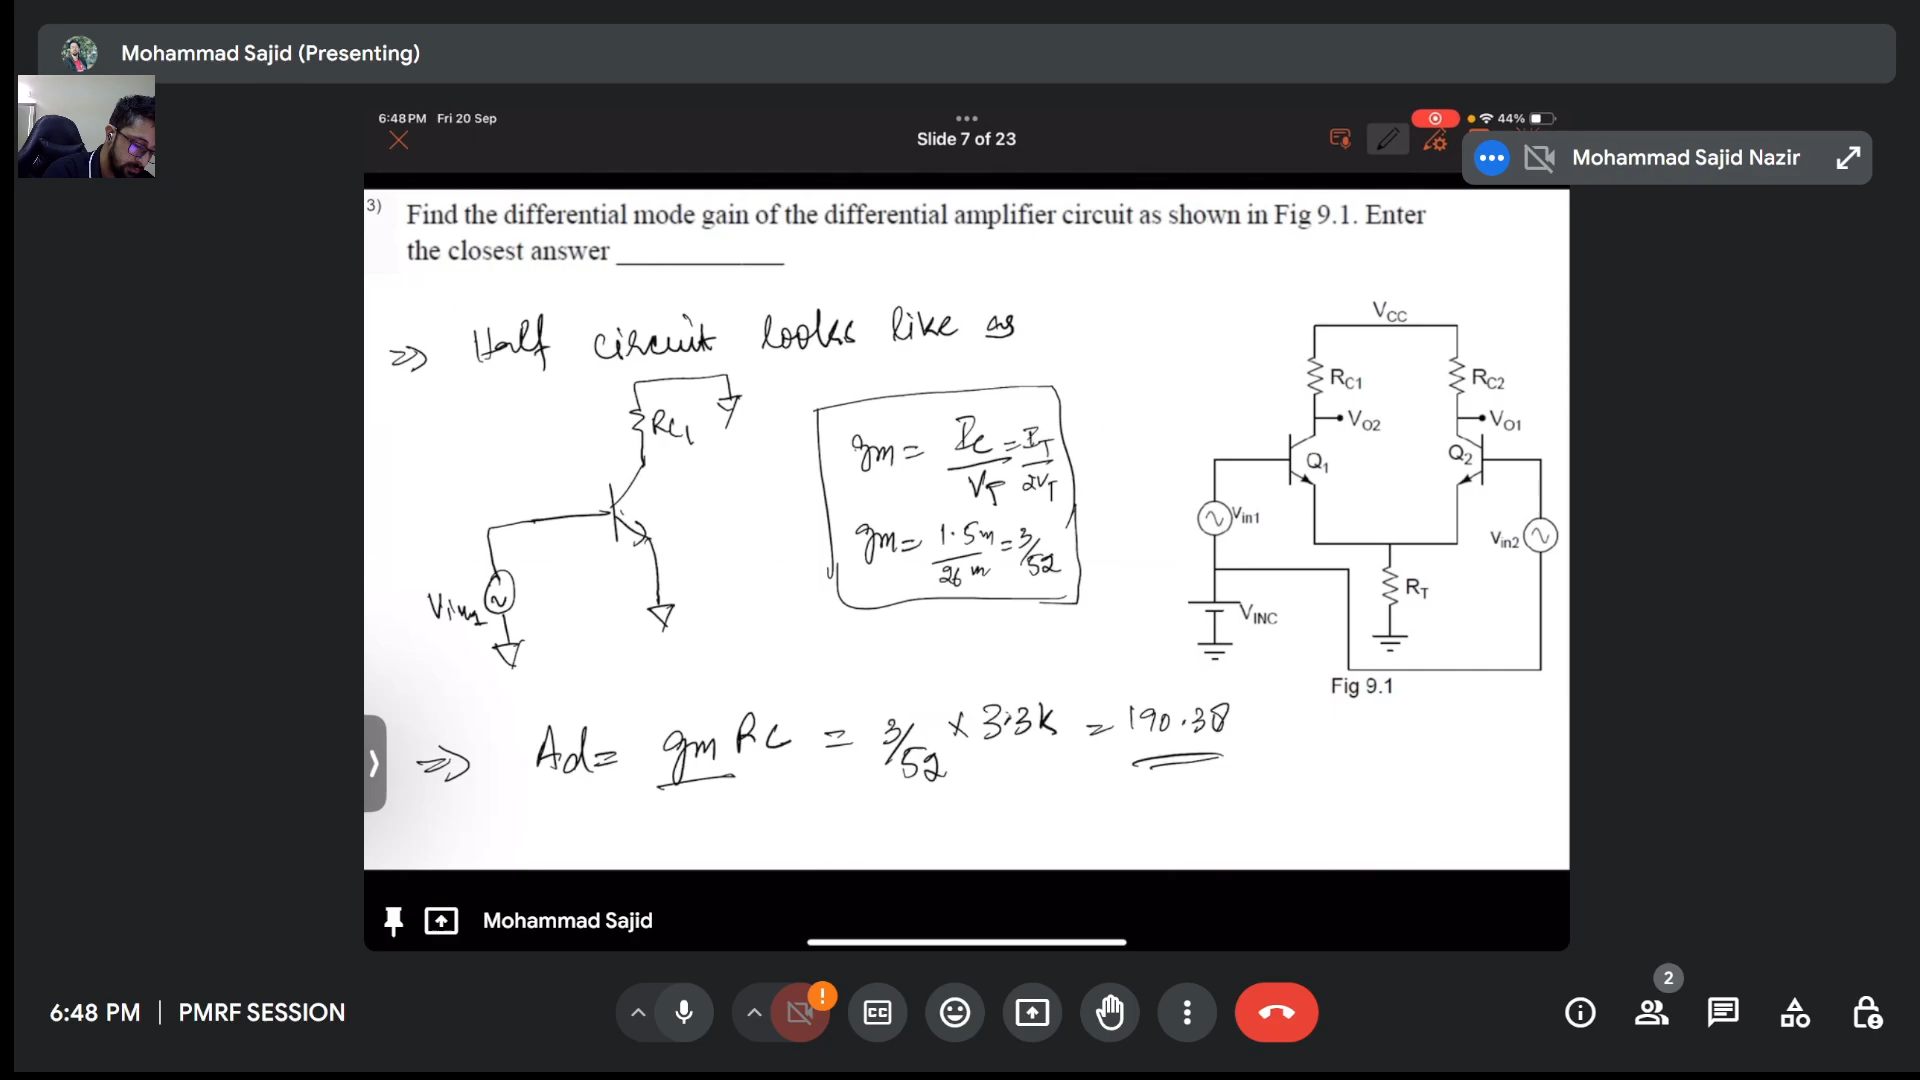 Mohammad Sajid (Presenting)
6:48 PM Fri 20 Sep
Slide 7 of 23
44%
Mohammad Sajid Nazir
3) Find the differential mode gain of the differential amplifier circuit as shown in Fig 9.1. Enter
the closest answer ____________
=> Half circuit looks like as
RC1
gm = IC/VT = IT/2VT
gm = 1.5m/26m = 3/52
Vin1
VCC
RC1
RC2
VO2
VO1
Q1
Q2
Vin1
Vin2
RT
VINC
Fig 9.1
=> Ad = gm RC = 3/52 × 3.3k = 190.38
Mohammad Sajid
6:48 PM | PMRF SESSION
CC
2